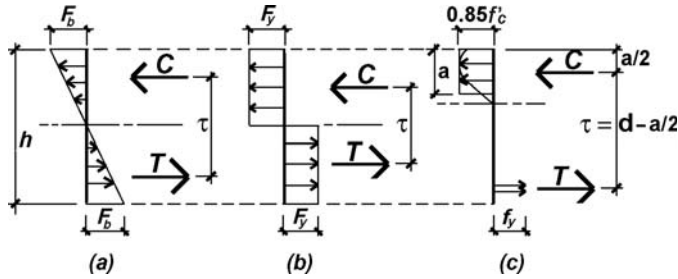 F_b F_y 0.85f'_c
C C a C a/2
h τ τ τ = d-a/2
T T T
F_b F_y f_y
(a) (b) (c)